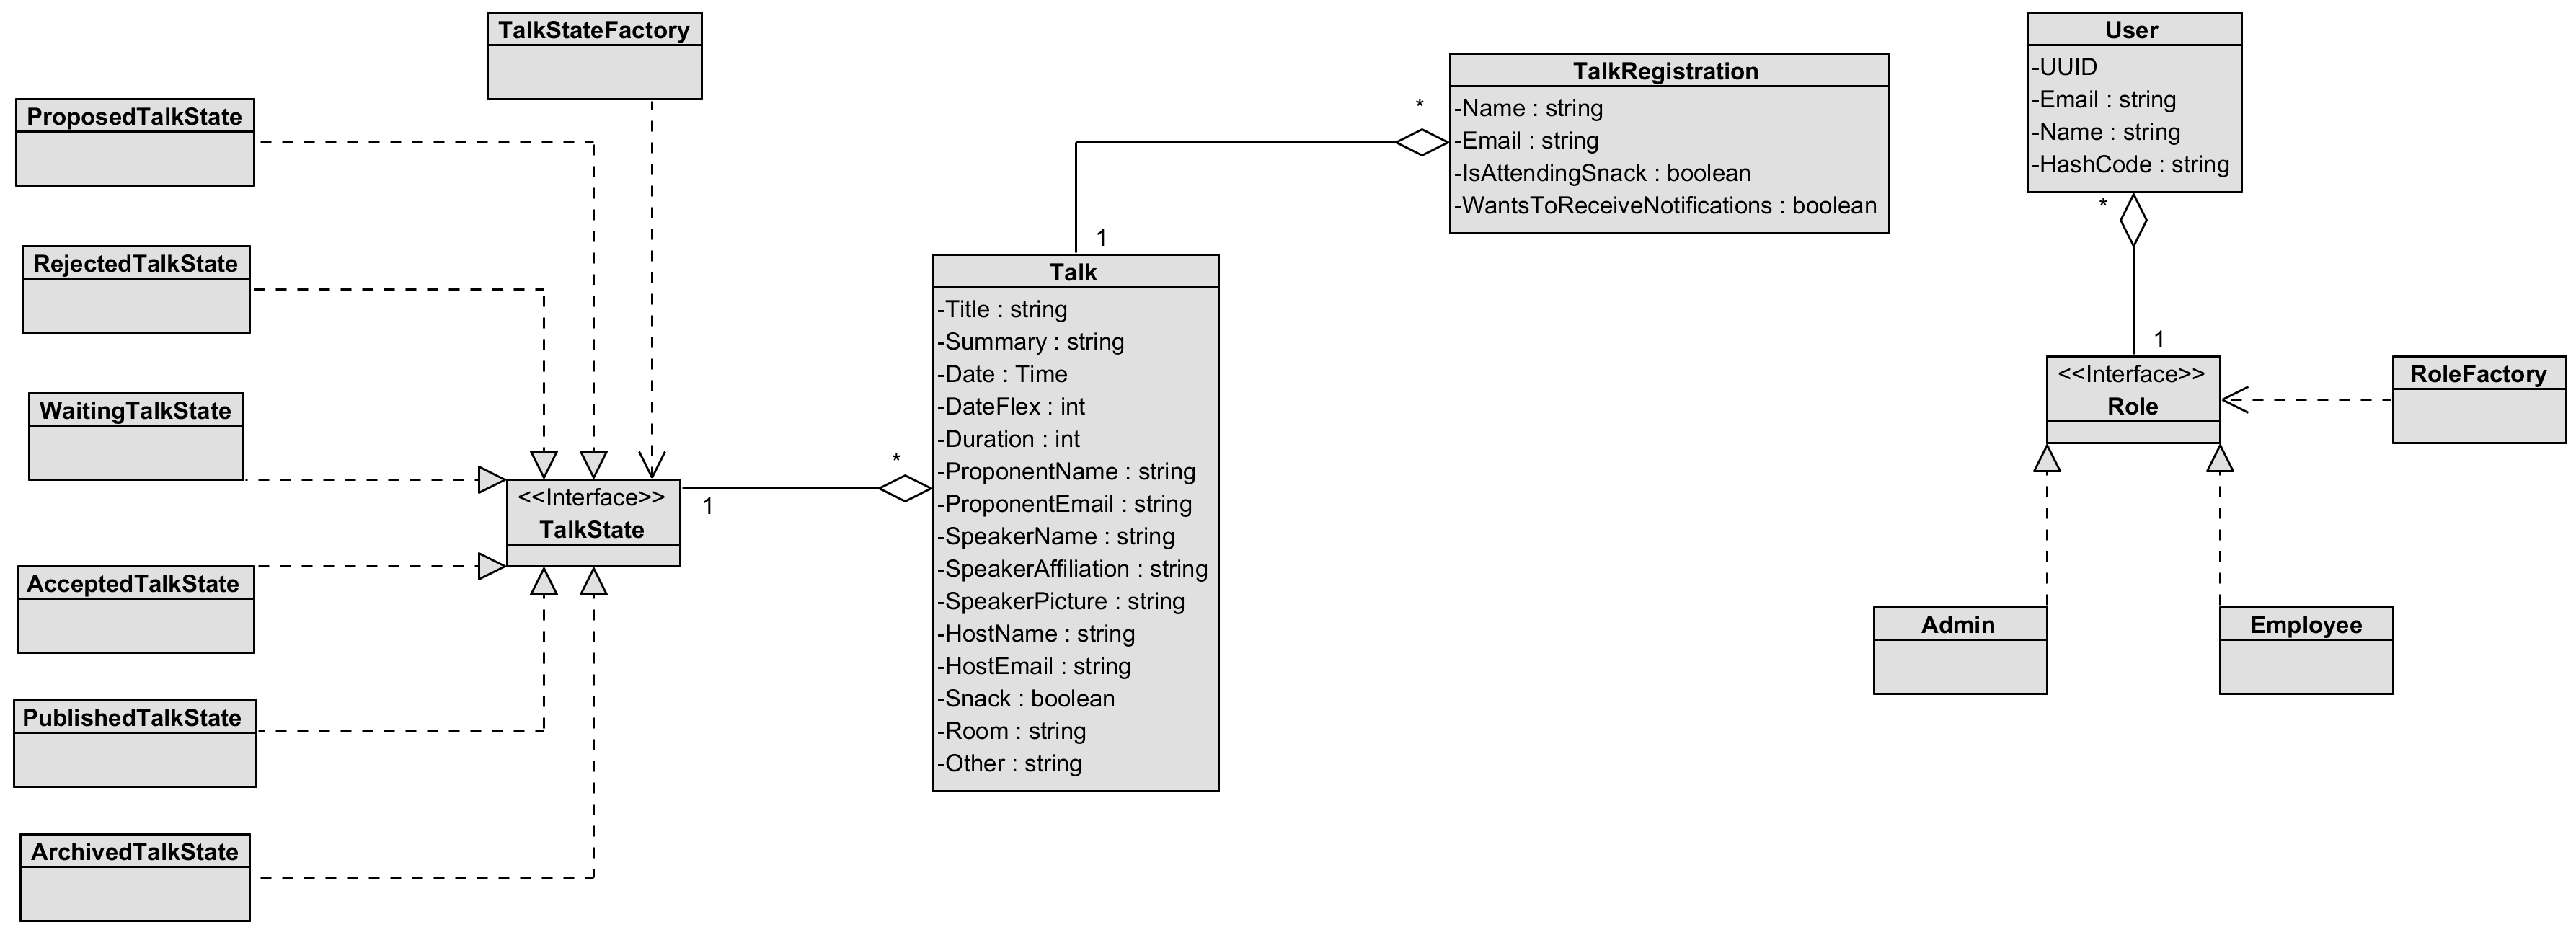 TalkStateFactory
ProposedTalkState
RejectedTalkState
WaitingTalkState
AcceptedTalkState
PublishedTalkState
ArchivedTalkState
<<Interface>>
TalkState
1
*
Talk
-Title : string
-Summary : string
-Date : Time
-DateFlex : int
-Duration : int
-ProponentName : string
-ProponentEmail : string
-SpeakerName : string
-SpeakerAffiliation : string
-SpeakerPicture : string
-HostName : string
-HostEmail : string
-Snack : boolean
-Room : string
-Other : string
1
*
TalkRegistration
-Name : string
-Email : string
-IsAttendingSnack : boolean
-WantsToReceiveNotifications : boolean
User
-UUID
-Email : string
-Name : string
-HashCode : string
*
1
<<Interface>>
Role
RoleFactory
Admin
Employee